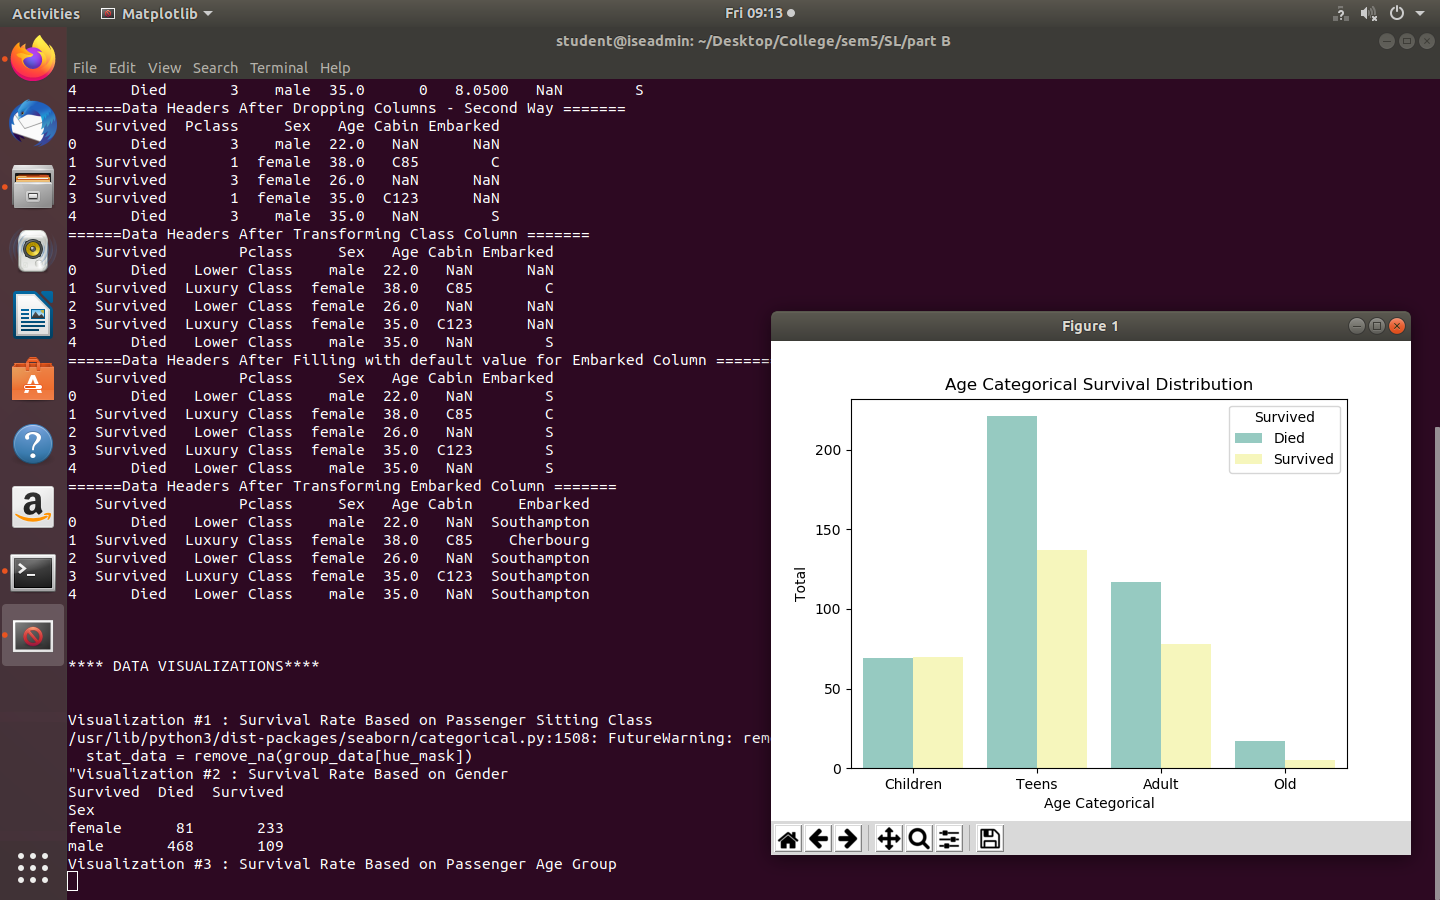 Activities Matplotlib Fri 09:13
student@iseadmin: ~/Desktop/College/sem5/SL/part B
File Edit View Search Terminal Help
4      Died       3    male  35.0      0   8.0500   NaN        S
======Data Headers After Dropping Columns - Second Way =======
   Survived  Pclass     Sex   Age Cabin Embarked
0      Died       3    male  22.0   NaN      NaN
1  Survived       1  female  38.0   C85        C
2  Survived       3  female  26.0   NaN      NaN
3  Survived       1  female  35.0  C123      NaN
4      Died       3    male  35.0   NaN        S
======Data Headers After Transforming Class Column =======
   Survived        Pclass     Sex   Age Cabin Embarked
0      Died   Lower Class    male  22.0   NaN      NaN
1  Survived  Luxury Class  female  38.0   C85        C
2  Survived   Lower Class  female  26.0   NaN      NaN
3  Survived  Luxury Class  female  35.0  C123      NaN
4      Died   Lower Class    male  35.0   NaN        S
======Data Headers After Filling with default value for Embarked Column ======
   Survived        Pclass     Sex   Age Cabin Embarked
0      Died   Lower Class    male  22.0   NaN        S
1  Survived  Luxury Class  female  38.0   C85        C
2  Survived   Lower Class  female  26.0   NaN        S
3  Survived  Luxury Class  female  35.0  C123        S
4      Died   Lower Class    male  35.0   NaN        S
======Data Headers After Transforming Embarked Column =======
   Survived        Pclass     Sex   Age Cabin     Embarked
0      Died   Lower Class    male  22.0   NaN  Southampton
1  Survived  Luxury Class  female  38.0   C85    Cherbourg
2  Survived   Lower Class  female  26.0   NaN  Southampton
3  Survived  Luxury Class  female  35.0  C123  Southampton
4      Died   Lower Class    male  35.0   NaN  Southampton
**** DATA VISUALIZATIONS****
Visualization #1 : Survival Rate Based on Passenger Sitting Class
/usr/lib/python3/dist-packages/seaborn/categorical.py:1508: FutureWarning: rem
  stat_data = remove_na(group_data[hue_mask])
"Visualization #2 : Survival Rate Based on Gender
Survived  Died  Survived
Sex
female      81       233
male       468       109
Visualization #3 : Survival Rate Based on Passenger Age Group
Figure 1
Age Categorical Survival Distribution
Survived
Died
Survived
200
150
100
50
0
Total
Children Teens Adult Old
Age Categorical